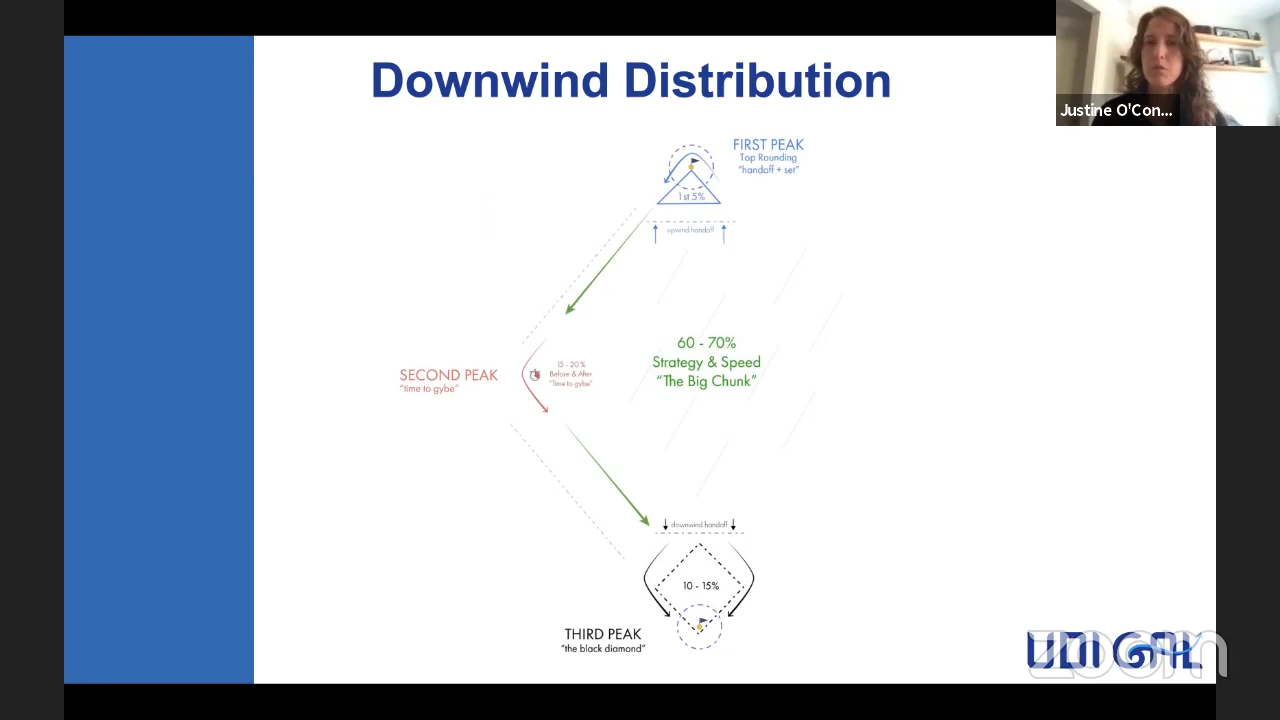 Downwind Distribution
Justine O'Con...
FIRST PEAK
Top Rounding
“handoff + set”
1st 5%
upwind handoff
60 - 70%
Strategy & Speed
“The Big Chunk”
SECOND PEAK
“time to gybe”
15 - 20 %
Before & After
“Time to gybe”
downwind handoff
10 - 15%
THIRD PEAK
“the black diamond”
zoom